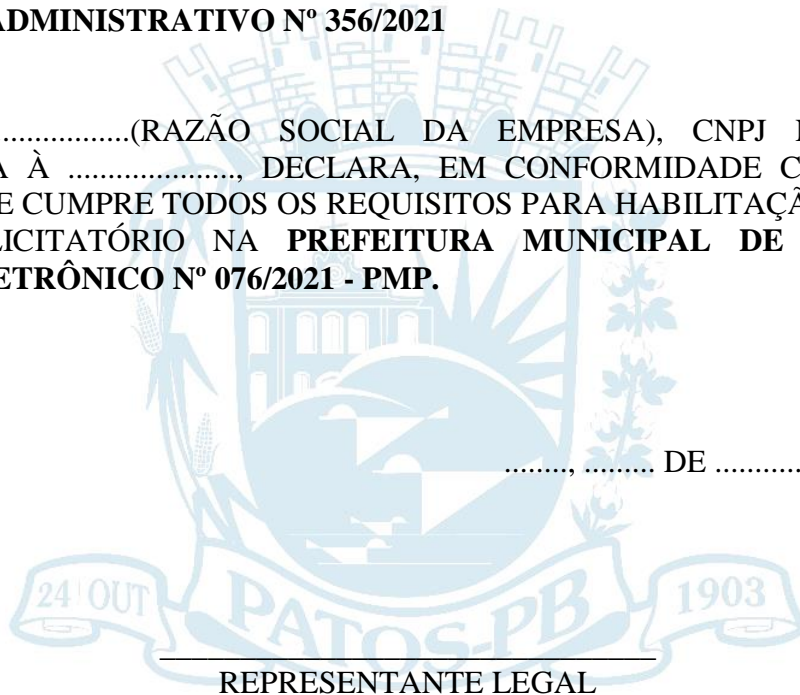 ADMINISTRATIVO Nº 356/2021
................(RAZÃO SOCIAL DA EMPRESA), CNPJ
A À ...................., DECLARA, EM CONFORMIDADE C
E CUMPRE TODOS OS REQUISITOS PARA HABILITAÇÃ
LICITATÓRIO NA PREFEITURA MUNICIPAL DE
ETRÔNICO Nº 076/2021 - PMP.
........, ......... DE ...........
24 OUT
PATOS-PB
1903
REPRESENTANTE LEGAL